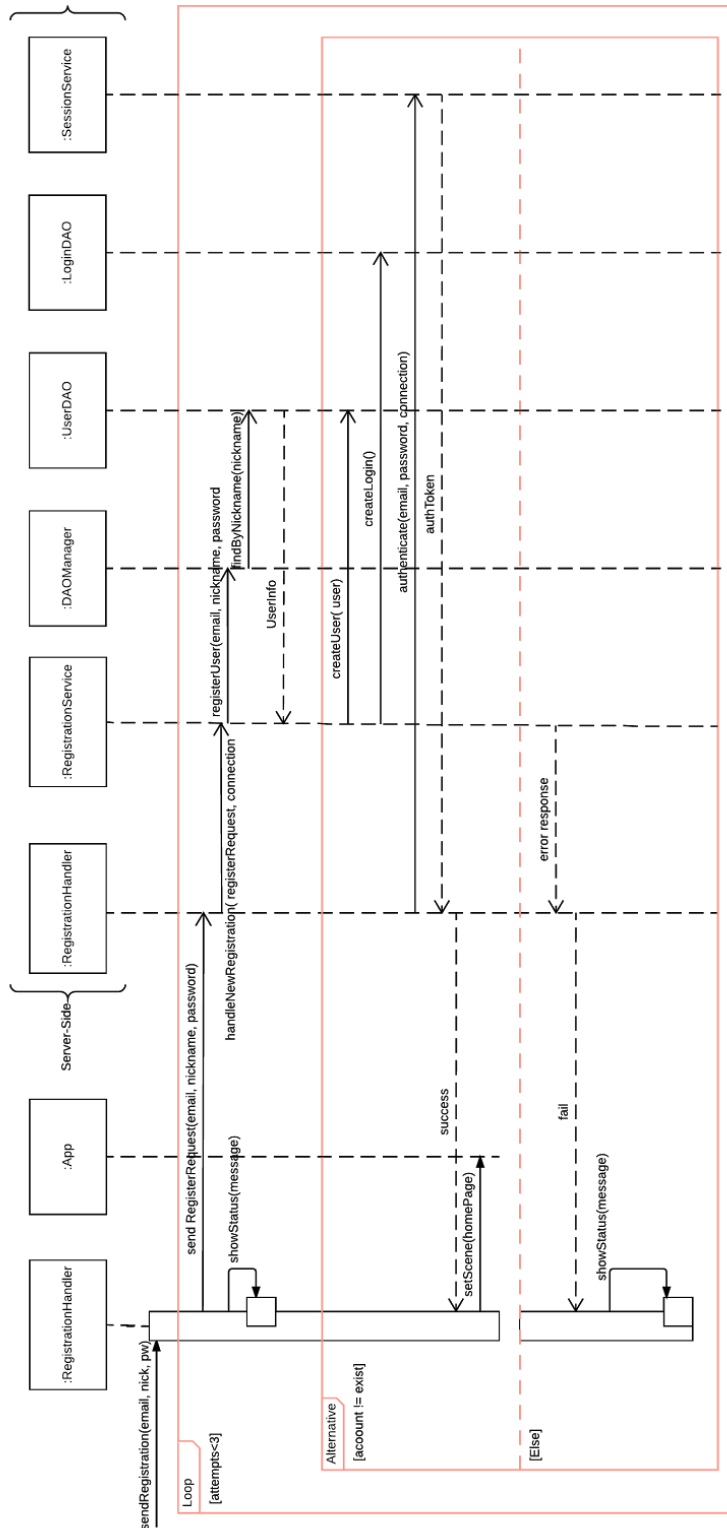 :RegistrationHandler
:App
Server-Side
:RegistrationHandler
:RegistrationService
:DAOManager
:UserDAO
:LoginDAO
:SessionService
sendRegistration(email, nick, pw)
Loop
[attempts<3]
send RegisterRequest(email, nickname, password)
handleNewRegistration( registerRequest, connection
registerUser(email, nickname, password
findByNickname(nickname)
showStatus(message)
UserInfo
Alternative
[acoount != exist]
createUser( user)
createLogin()
authenticate(email, password, connection)
authToken
success
setScene(homePage)
[Else]
error response
fail
showStatus(message)